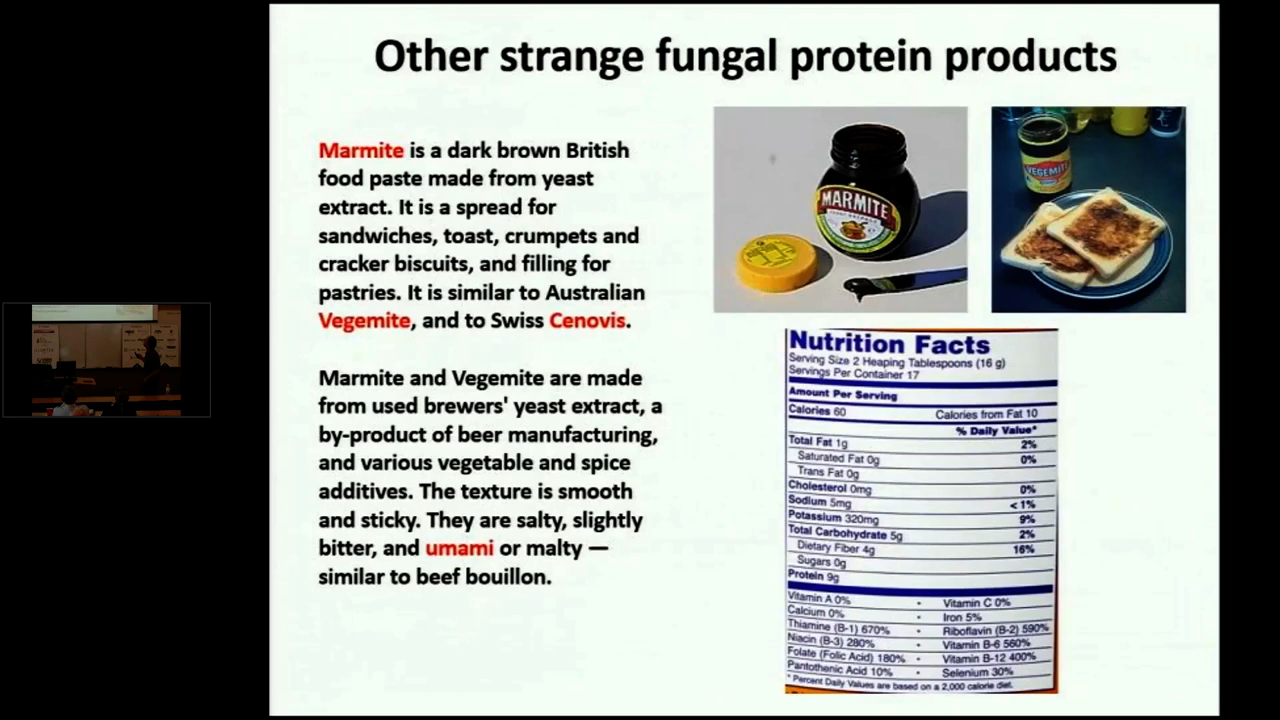 Other strange fungal protein products
Marmite is a dark brown British
food paste made from yeast
extract. It is a spread for
sandwiches, toast, crumpets and
cracker biscuits, and filling for
pastries. It is similar to Australian
Vegemite, and to Swiss Cenovis.
Marmite and Vegemite are made
from used brewers' yeast extract, a
by-product of beer manufacturing,
and various vegetable and spice
additives. The texture is smooth
and sticky. They are salty, slightly
bitter, and umami or malty —
similar to beef bouillon.
MARMITE
VEGEMITE
Nutrition Facts
Serving Size 2 Heaping Tablespoons (16 g)
Servings Per Container 17
Amount Per Serving
Calories 60 Calories from Fat 10
% Daily Value*
Total Fat 1g 2%
Saturated Fat 0g 0%
Trans Fat 0g
Cholesterol 0mg 0%
Sodium 5mg <1%
Potassium 320mg 9%
Total Carbohydrate 5g 2%
Dietary Fiber 4g 16%
Sugars 0g
Protein 9g
Vitamin A 0% • Vitamin C 0%
Calcium 0% • Iron 5%
Thiamine (B-1) 670% • Riboflavin (B-2) 590%
Niacin (B-3) 280% • Vitamin B-6 560%
Folate (Folic Acid) 180% • Vitamin B-12 400%
Pantothenic Acid 10% • Selenium 30%
* Percent Daily Values are based on a 2,000 calorie diet.